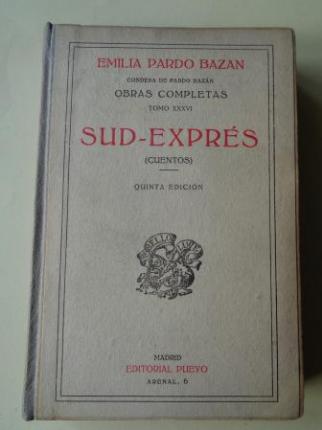 EMILIA PARDO BAZAN
CONDESA DE PARDO BAZÁN
OBRAS COMPLETAS
TOMO XXXVI
SUD-EXPRÉS
(CUENTOS)
QUINTA EDICIÓN
MADRID
EDITORIAL PUEYO
ARENAL, 6